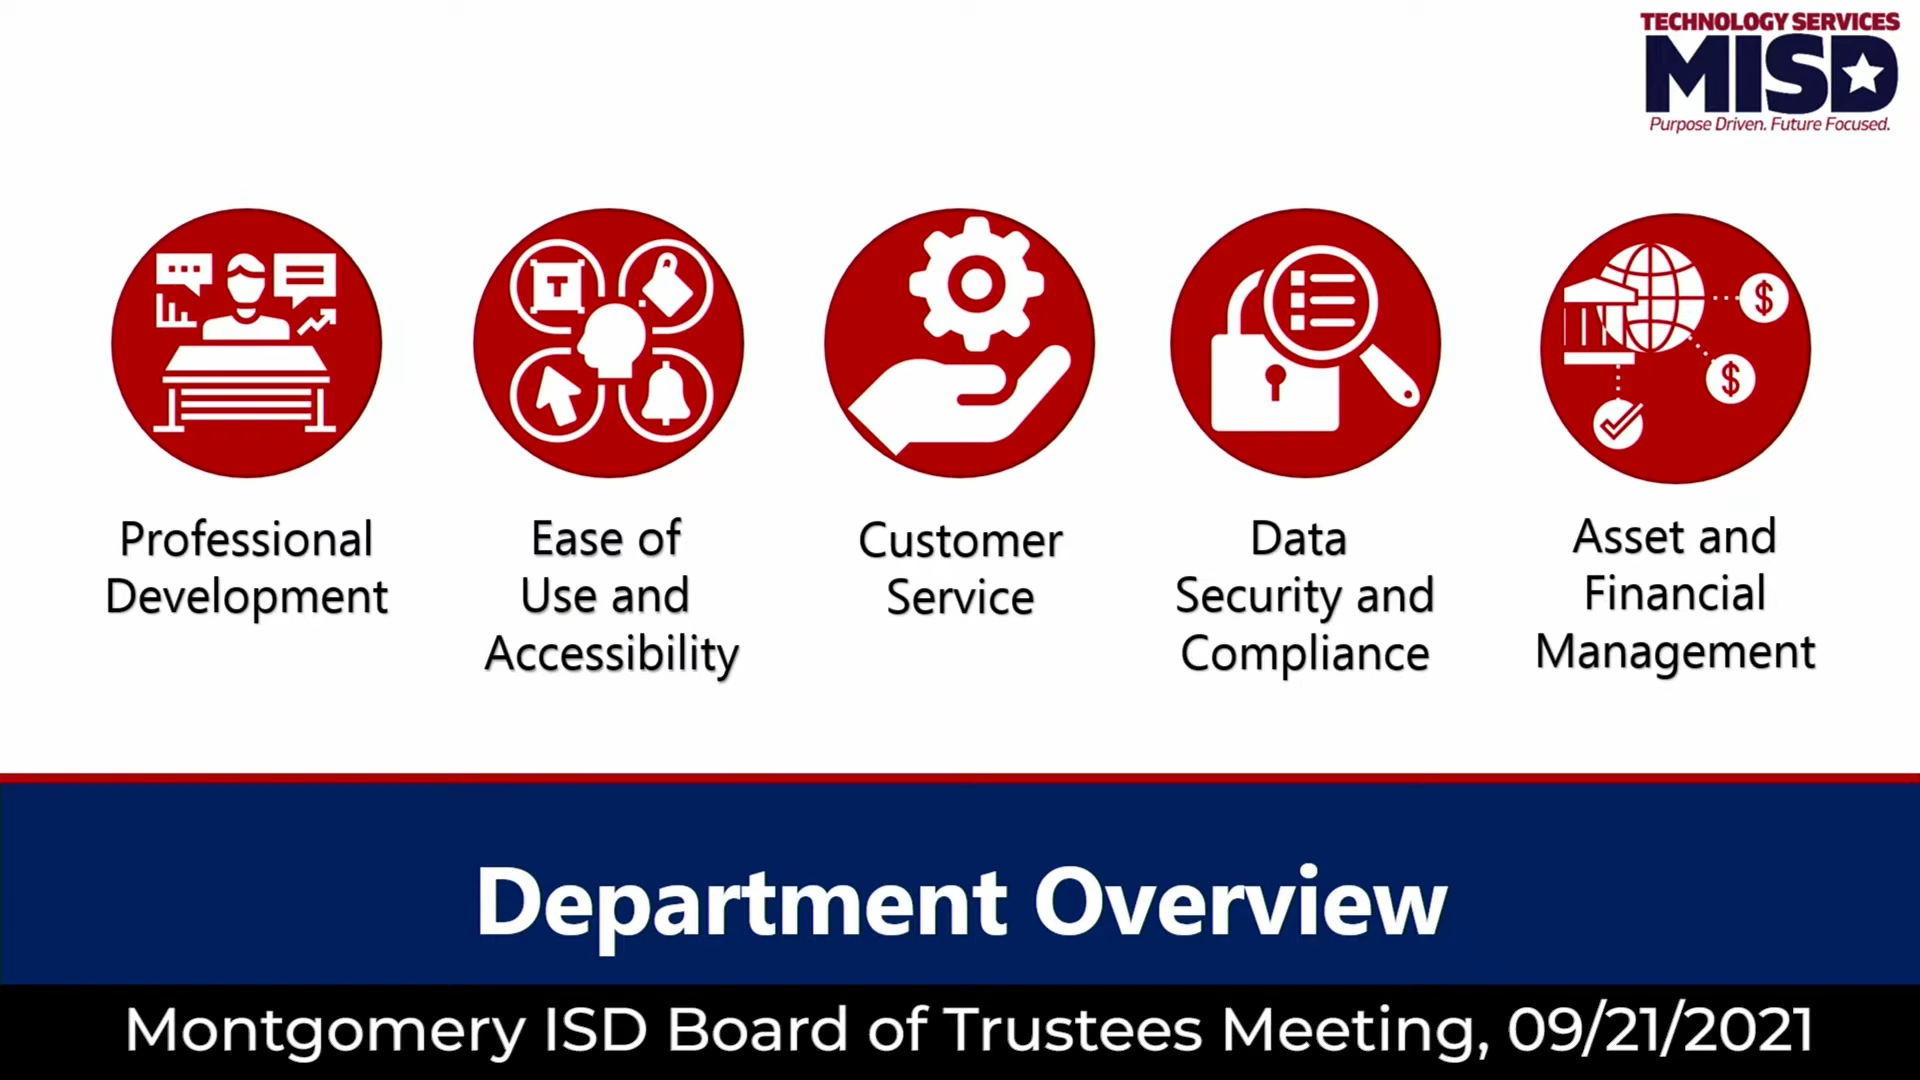 TECHNOLOGY SERVICES
MISD
Purpose Driven. Future Focused.
Professional
Development
Ease of
Use and
Accessibility
Customer
Service
Data
Security and
Compliance
Asset and
Financial
Management
Department Overview
Montgomery ISD Board of Trustees Meeting, 09/21/2021